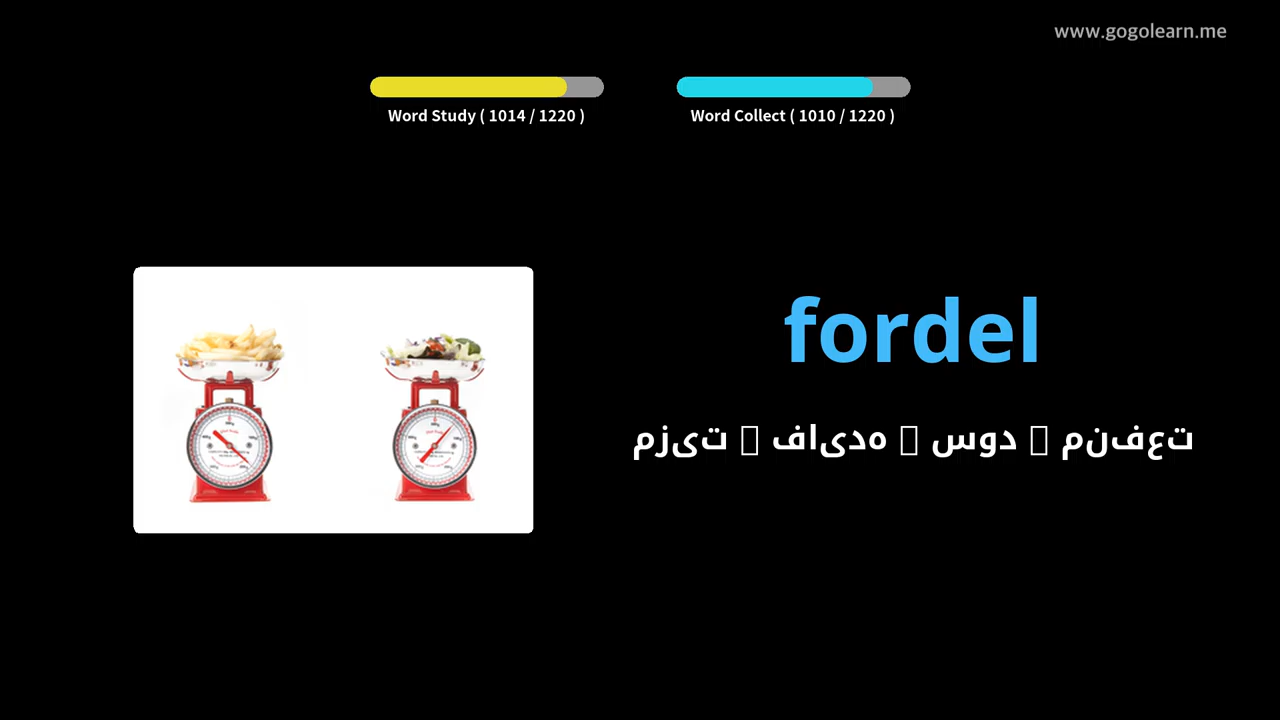 www.gogolearn.me
Word Study ( 1014 / 1220 )
Word Collect ( 1010 / 1220 )
fordel
مزیت ▯ فایده ▯ سود ▯ منفعت